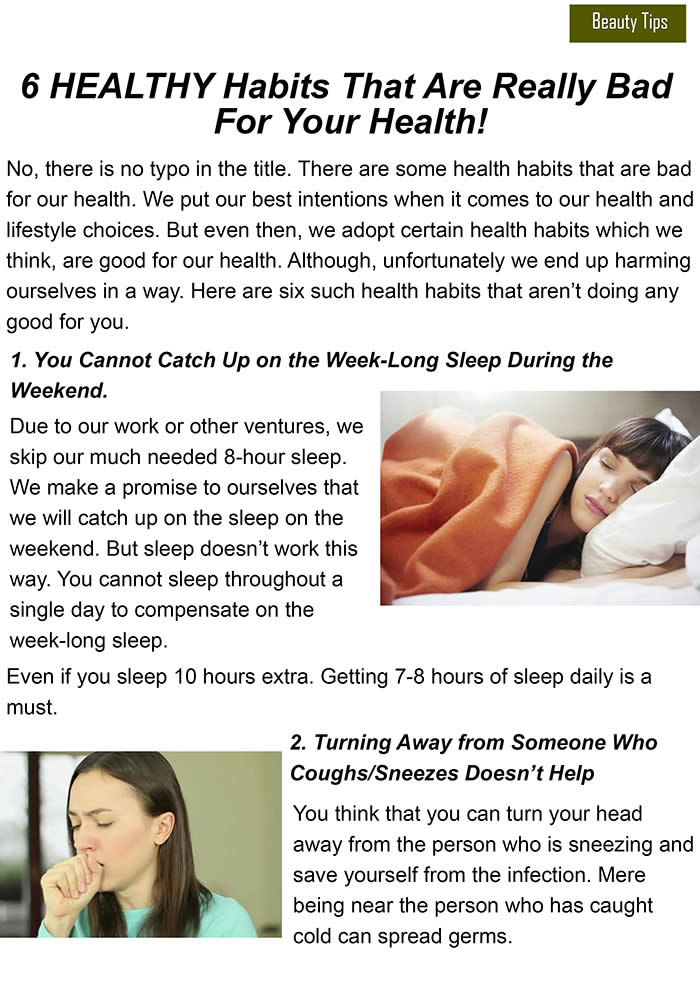 Beauty Tips
6 HEALTHY Habits That Are Really Bad
For Your Health!
No, there is no typo in the title. There are some health habits that are bad
for our health. We put our best intentions when it comes to our health and
lifestyle choices. But even then, we adopt certain health habits which we
think, are good for our health. Although, unfortunately we end up harming
ourselves in a way. Here are six such health habits that aren’t doing any
good for you.
1. You Cannot Catch Up on the Week-Long Sleep During the
Weekend.
Due to our work or other ventures, we
skip our much needed 8-hour sleep.
We make a promise to ourselves that
we will catch up on the sleep on the
weekend. But sleep doesn’t work this
way. You cannot sleep throughout a
single day to compensate on the
week-long sleep.
Even if you sleep 10 hours extra. Getting 7-8 hours of sleep daily is a
must.
2. Turning Away from Someone Who
Coughs/Sneezes Doesn’t Help
You think that you can turn your head
away from the person who is sneezing and
save yourself from the infection. Mere
being near the person who has caught
cold can spread germs.